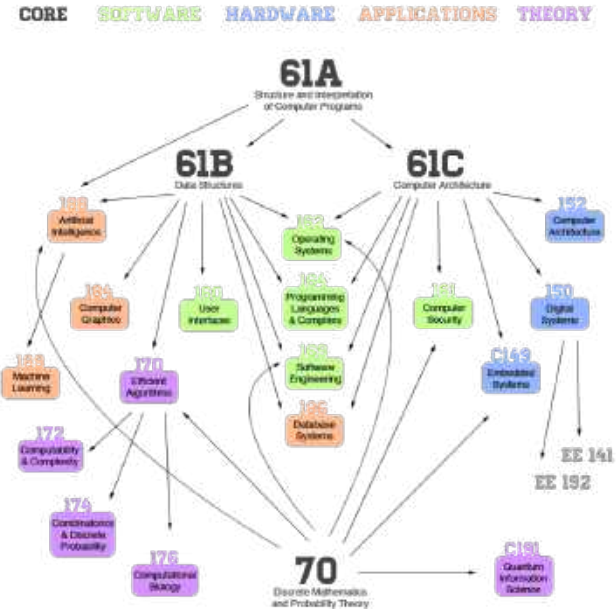 CORE SOFTWARE HARDWARE APPLICATIONS THEORY
61A
Structure and Interpretation
of Computer Programs
61B
Data Structures
61C
Computer Architecture
188
Artificial
Intelligence
162
Operating
Systems
152
Computer
Architecture
184
Computer
Graphics
160
User
Interfaces
164
Programming
Languages
& Compilers
161
Computer
Security
150
Digital
Systems
Machine
Learning
170
Efficient
Algorithms
Software
Engineering
C149
Embedded
Systems
186
Database
Systems
172
Computability
& Complexity
EE 141
EE 192
174
Combinatorics
& Discrete
Probability
176
Computational
Biology
70
Discrete Mathematics
and Probability Theory
C191
Quantum
Information
Science